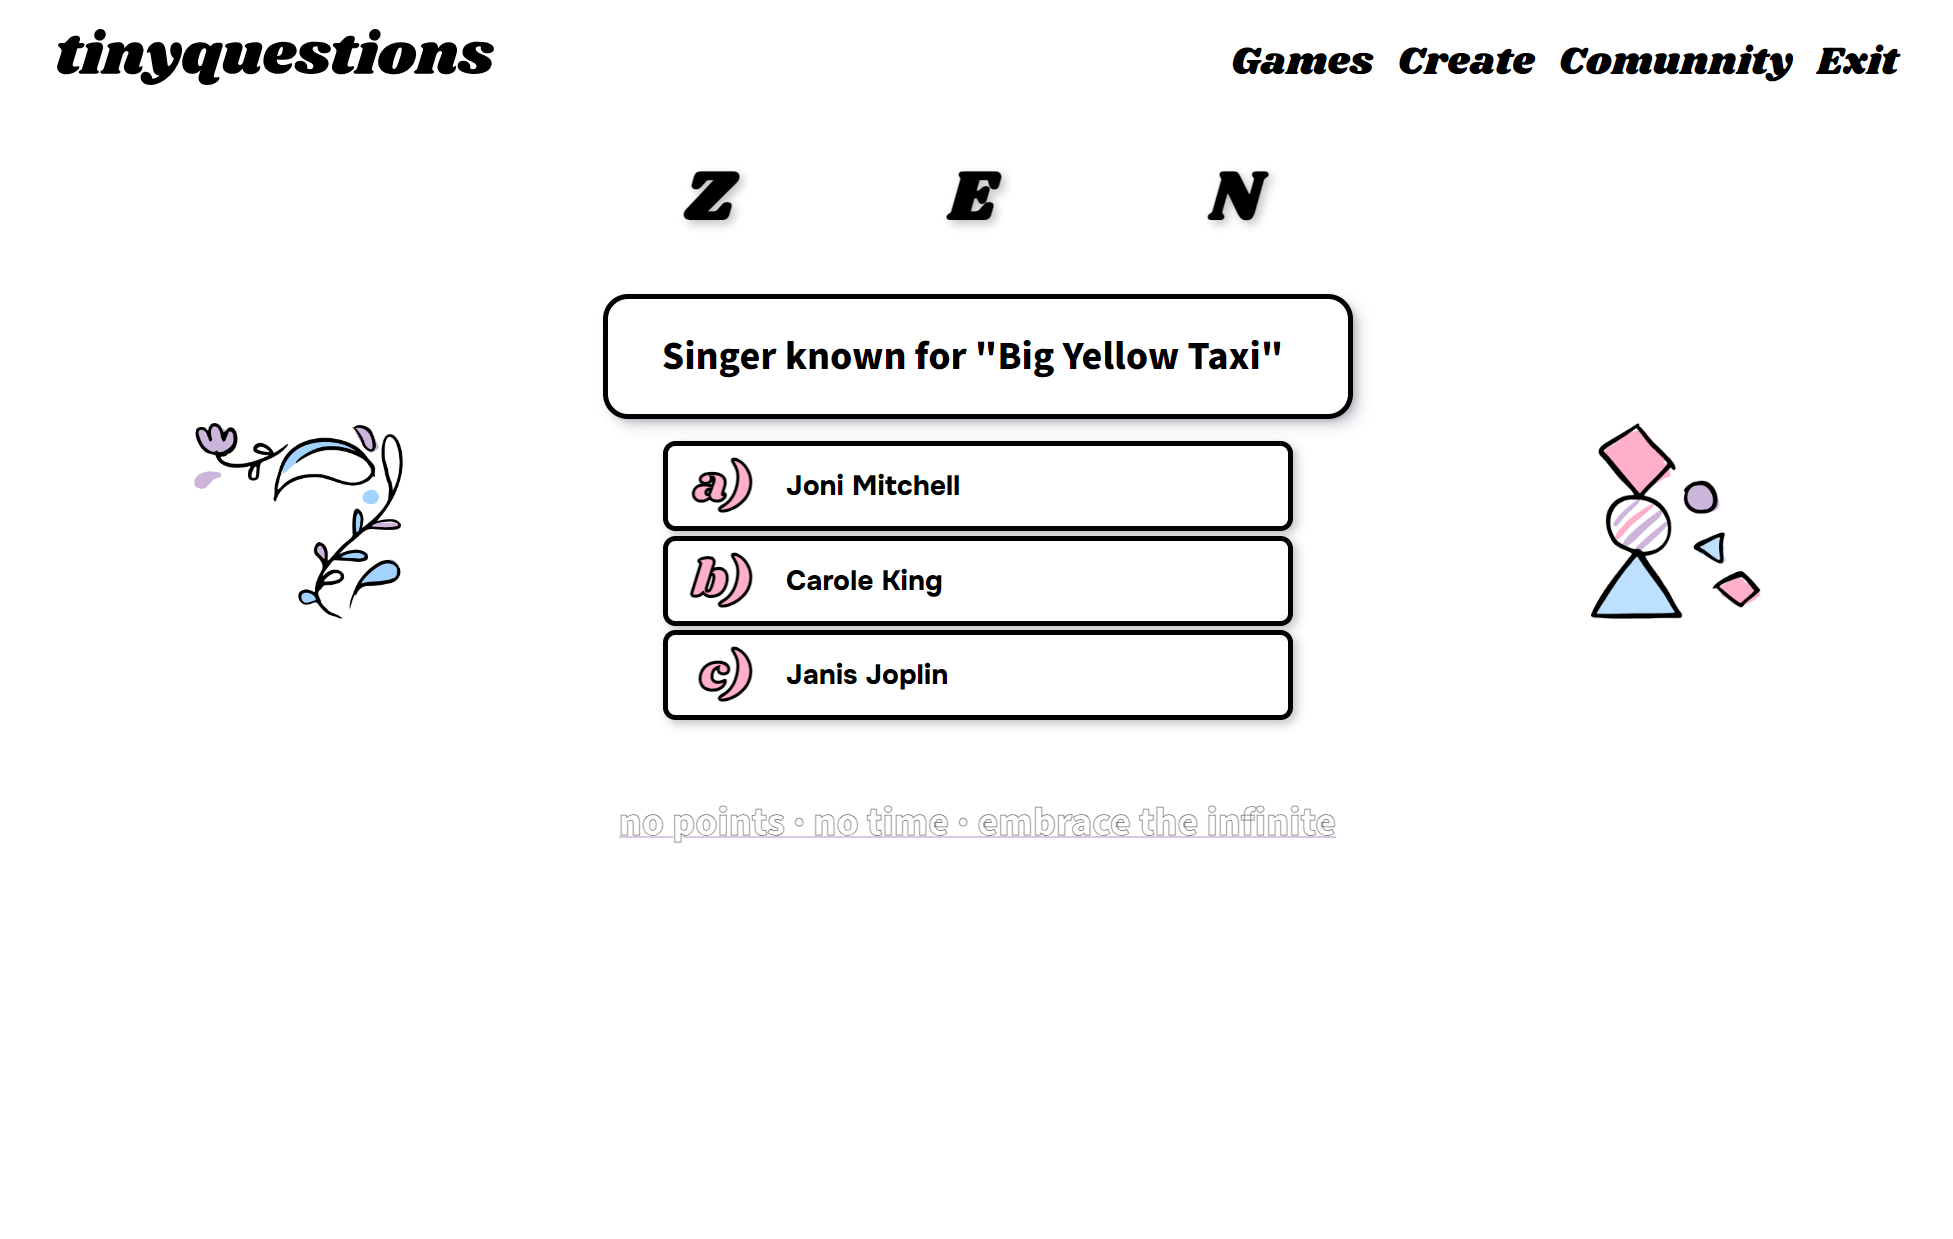 tinyquestions
Games Create Comunnity Exit
Z E N
Singer known for "Big Yellow Taxi"
a) Joni Mitchell
b) Carole King
c) Janis Joplin
no points · no time · embrace the infinite